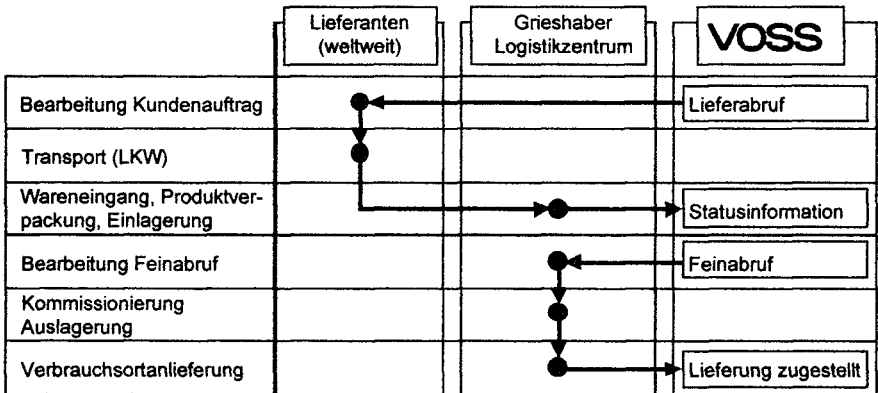 Lieferanten
(weltweit)
Grieshaber
Logistikzentrum
VOSS
Bearbeitung Kundenauftrag
Lieferabruf
Transport (LKW)
Wareneingang, Produktver-
packung, Einlagerung
Statusinformation
Bearbeitung Feinabruf
Feinabruf
Kommissionierung
Auslagerung
Verbrauchsortanlieferung
Lieferung zugestellt